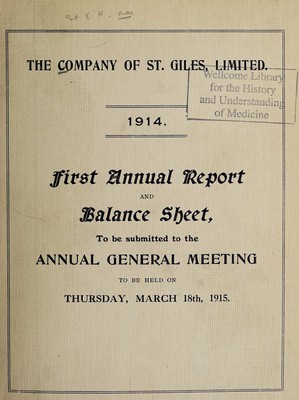 THE COMPANY OF ST. GILES, LIMITED.
Wellcome Library
for the History
and Understanding
of Medicine
1914.
First Annual Report
AND
Balance Sheet,
To be submitted to the
ANNUAL GENERAL MEETING
TO BE HELD ON
THURSDAY, MARCH 18th, 1915.